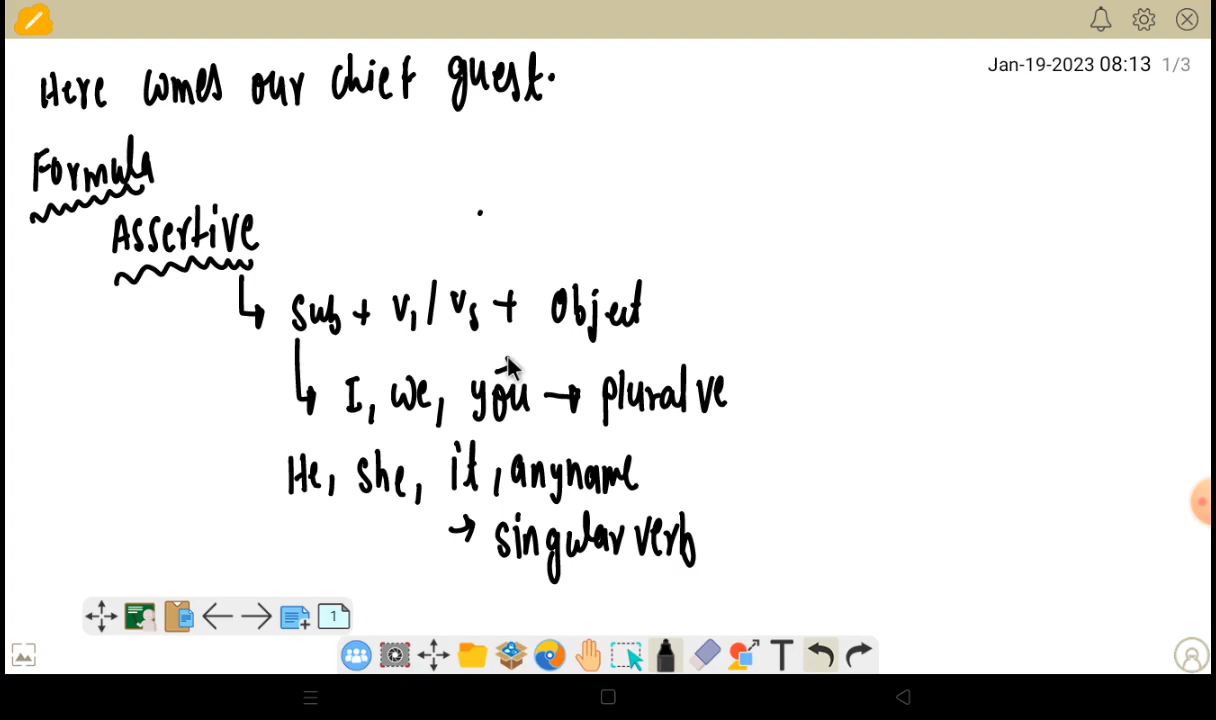 Jan-19-2023 08:13 1/3
Here comes our chief guest.
Formula
Assertive
↳ Sub + V1 / Vs + Object
↳ I, we, you → plural ve
He, she, it, anyname
→ singular verb
1
T